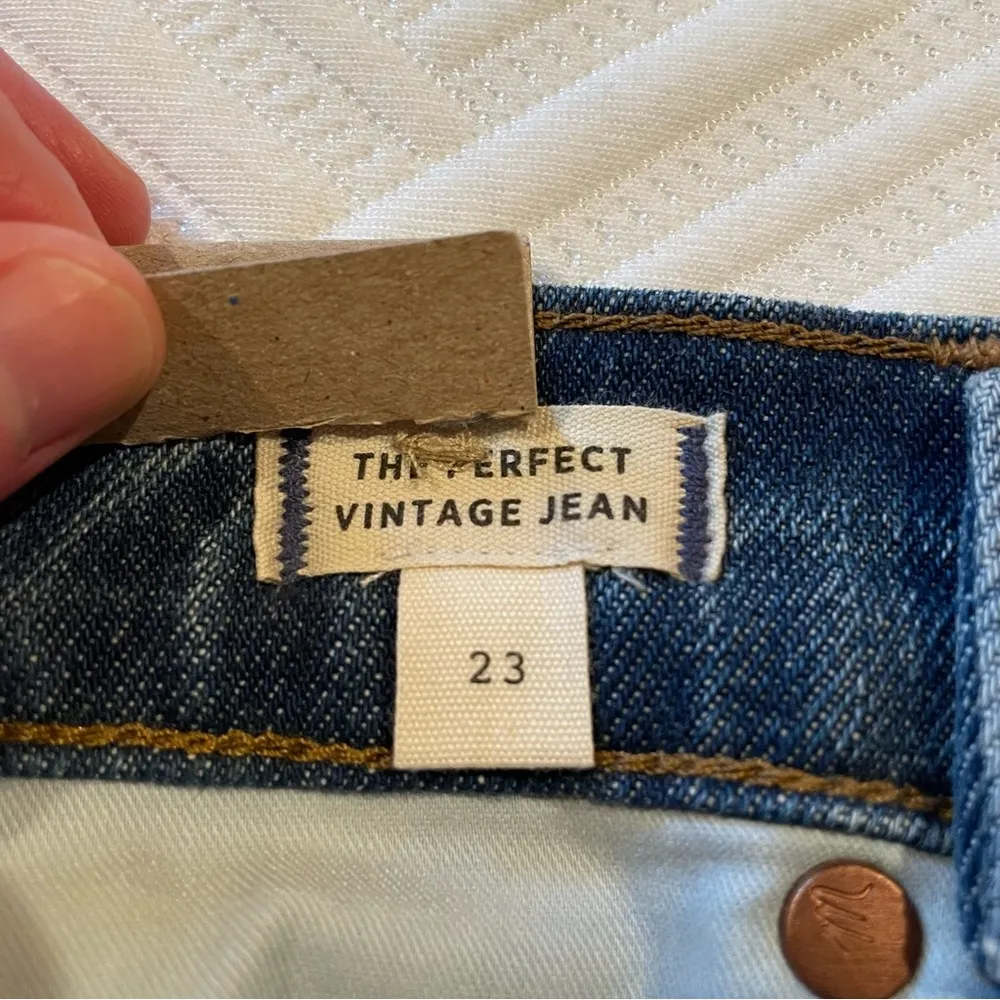 THE PERFECT
VINTAGE JEAN
23
m